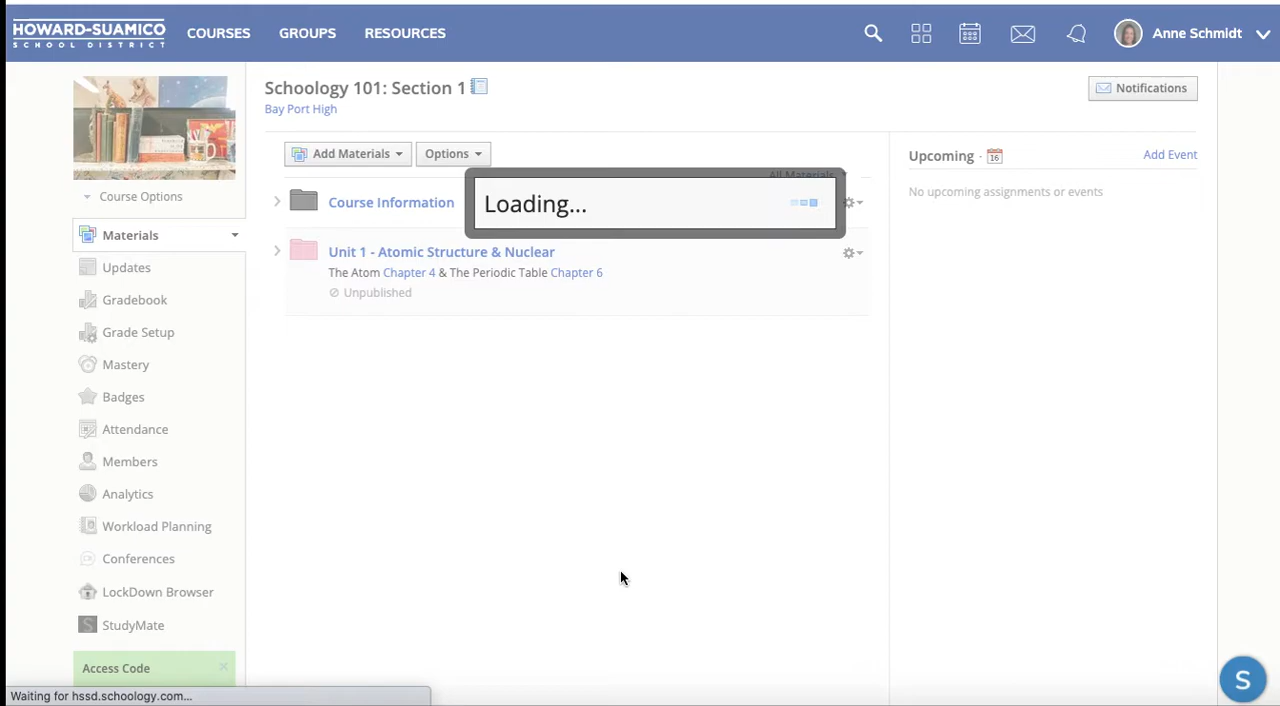 HOWARD-SUAMICO
SCHOOL DISTRICT
COURSES
GROUPS
RESOURCES
Anne Schmidt
Schoology 101: Section 1
Bay Port High
Notifications
Add Materials
Options
All Materials
Upcoming ·
16
Add Event
No upcoming assignments or events
Loading...
Course Information
Unit 1 - Atomic Structure & Nuclear
The Atom Chapter 4 & The Periodic Table Chapter 6
Unpublished
Course Options
Materials
Updates
Gradebook
Grade Setup
Mastery
Badges
Attendance
Members
Analytics
Workload Planning
Conferences
LockDown Browser
S StudyMate
Access Code
Waiting for hssd.schoology.com...
S